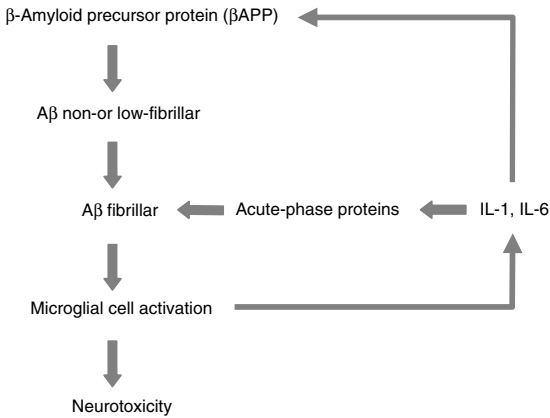 β-Amyloid precursor protein (βAPP)
Aβ non-or low-fibrillar
Aβ fibrillar
Acute-phase proteins
IL-1, IL-6
Microglial cell activation
Neurotoxicity